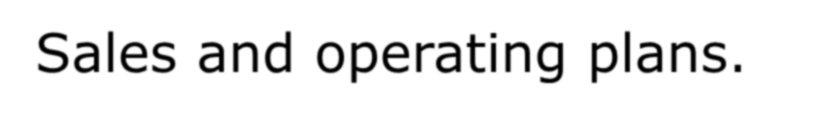 Sales and operating plans.